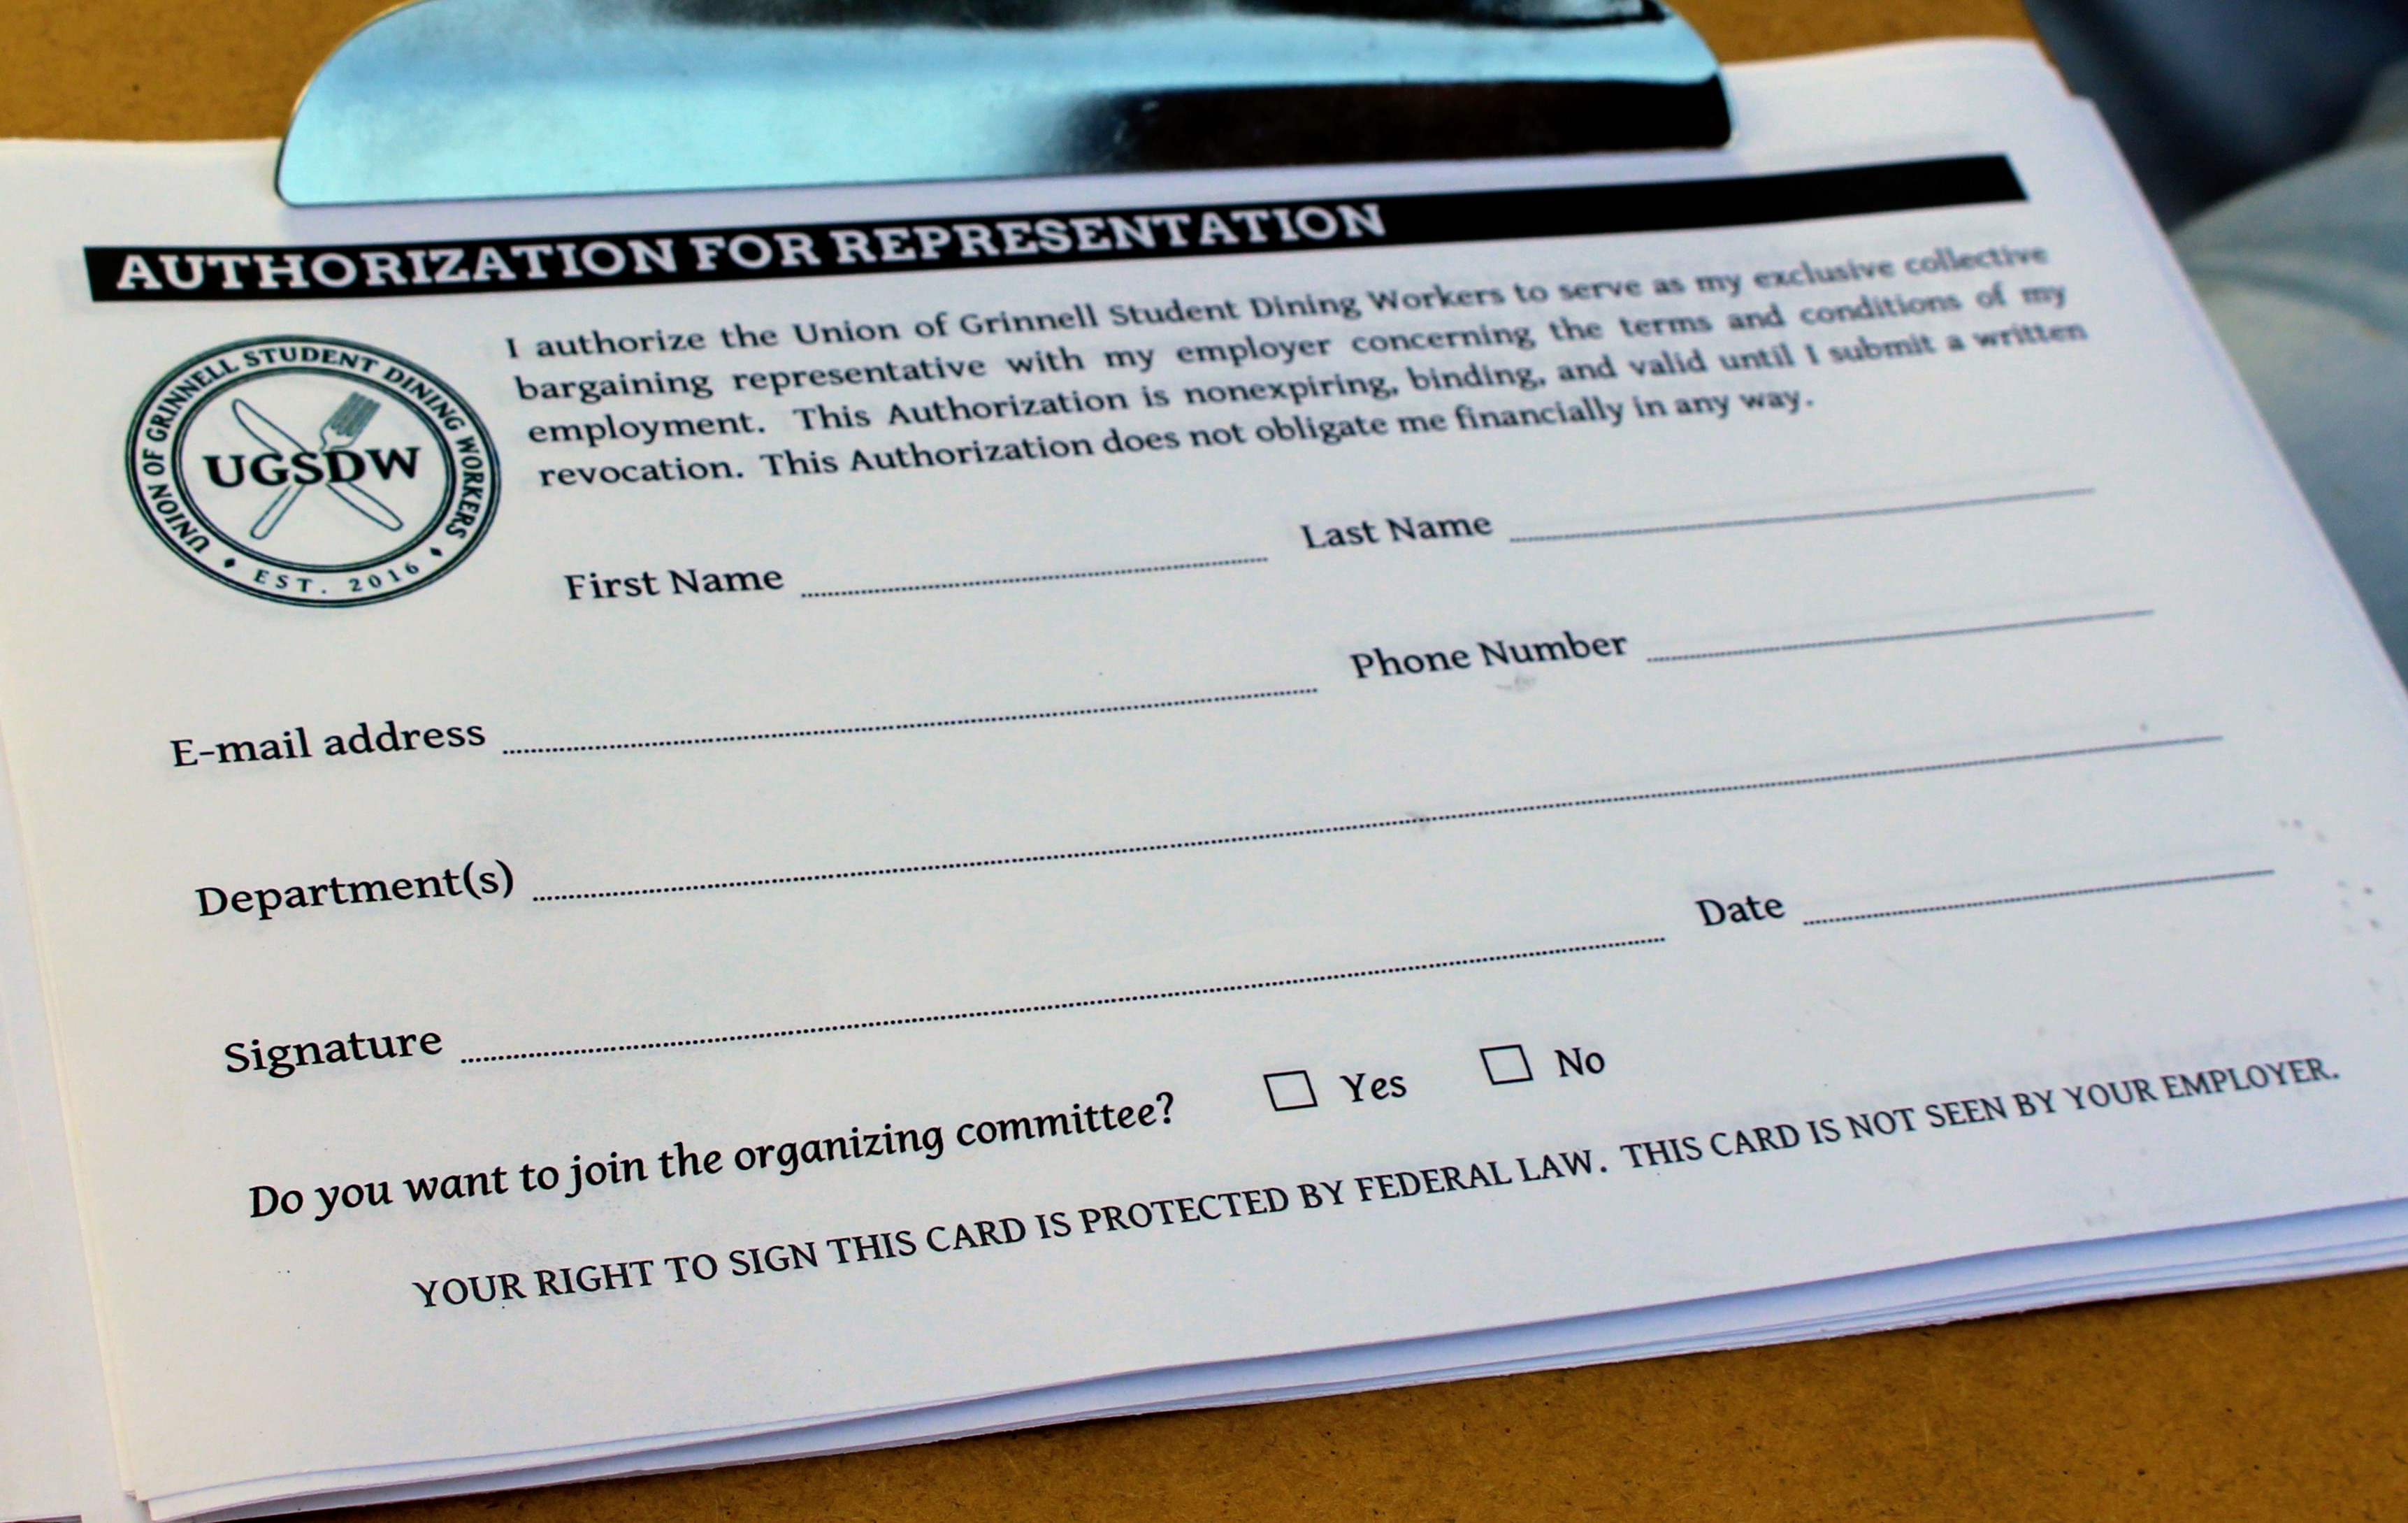 AUTHORIZATION FOR REPRESENTATION
UNION OF GRINNELL STUDENT DINING WORKERS
UGSDW
EST. 2016
I authorize the Union of Grinnell Student Dining Workers to serve as my exclusive collective
bargaining representative with my employer concerning the terms and conditions of my
employment. This Authorization is nonexpiring, binding, and valid until I submit a written
revocation. This Authorization does not obligate me financially in any way.
First Name Last Name
E-mail address Phone Number
Department(s)
Signature Date
Do you want to join the organizing committee? Yes No
YOUR RIGHT TO SIGN THIS CARD IS PROTECTED BY FEDERAL LAW. THIS CARD IS NOT SEEN BY YOUR EMPLOYER.